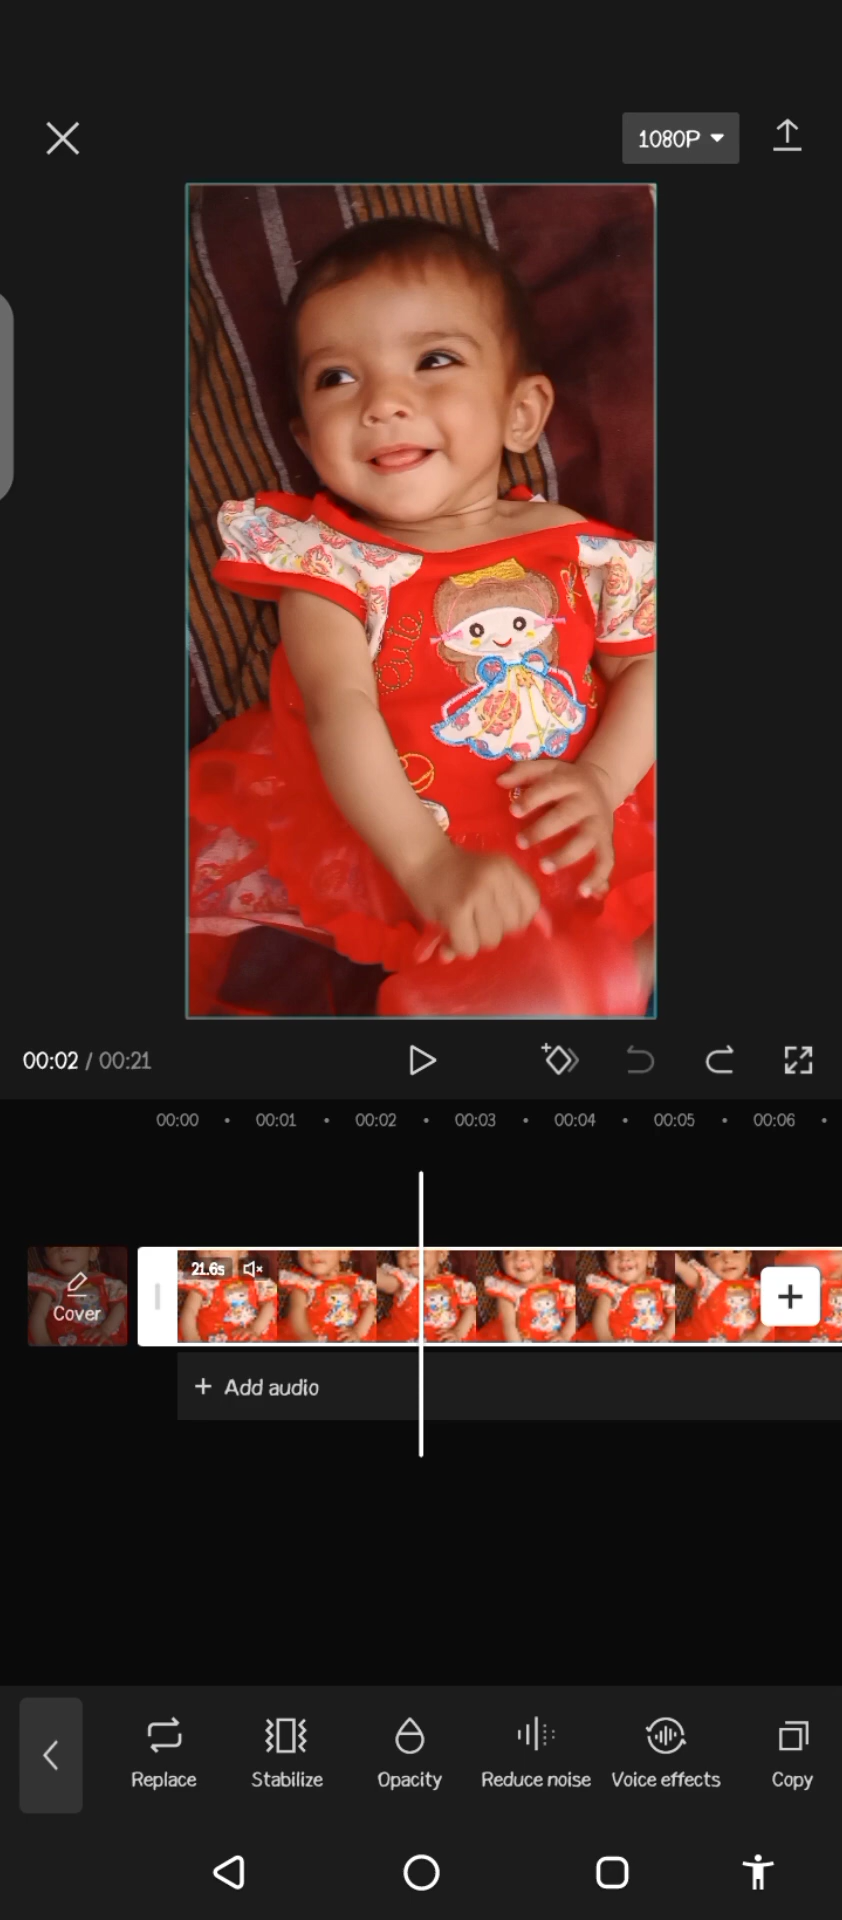 1080P
Cute
00:02 / 00:21
00:00 00:01 00:02 00:03 00:04 00:05 00:06
21.6s
Cover
+ Add audio
Replace Stabilize Opacity Reduce noise Voice effects Copy